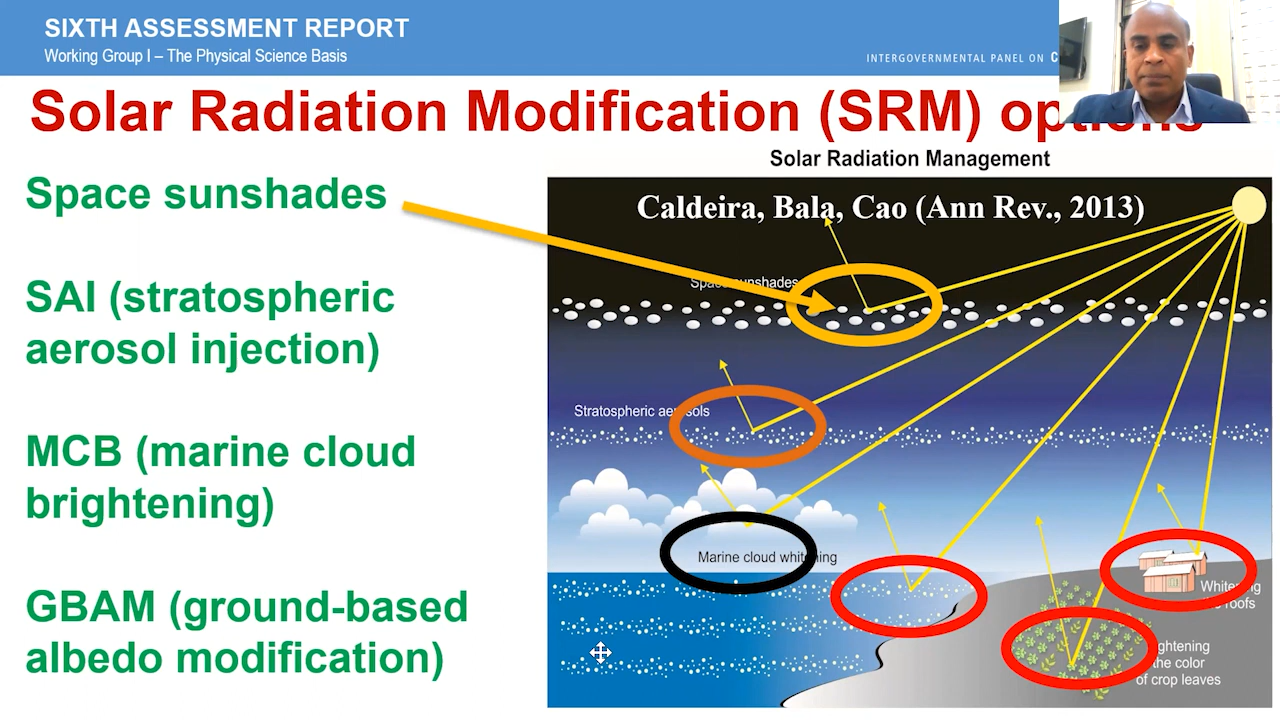 SIXTH ASSESSMENT REPORT
Working Group I – The Physical Science Basis
INTERGOVERNMENTAL PANEL ON
Solar Radiation Modification (SRM) options
Solar Radiation Management
Space sunshades
SAI (stratospheric
aerosol injection)
MCB (marine cloud
brightening)
GBAM (ground-based
albedo modification)
Caldeira, Bala, Cao (Ann Rev., 2013)
Space sunshades
Stratospheric aerosols
Marine cloud whitening
Whitening
roofs
the color
of crop leaves